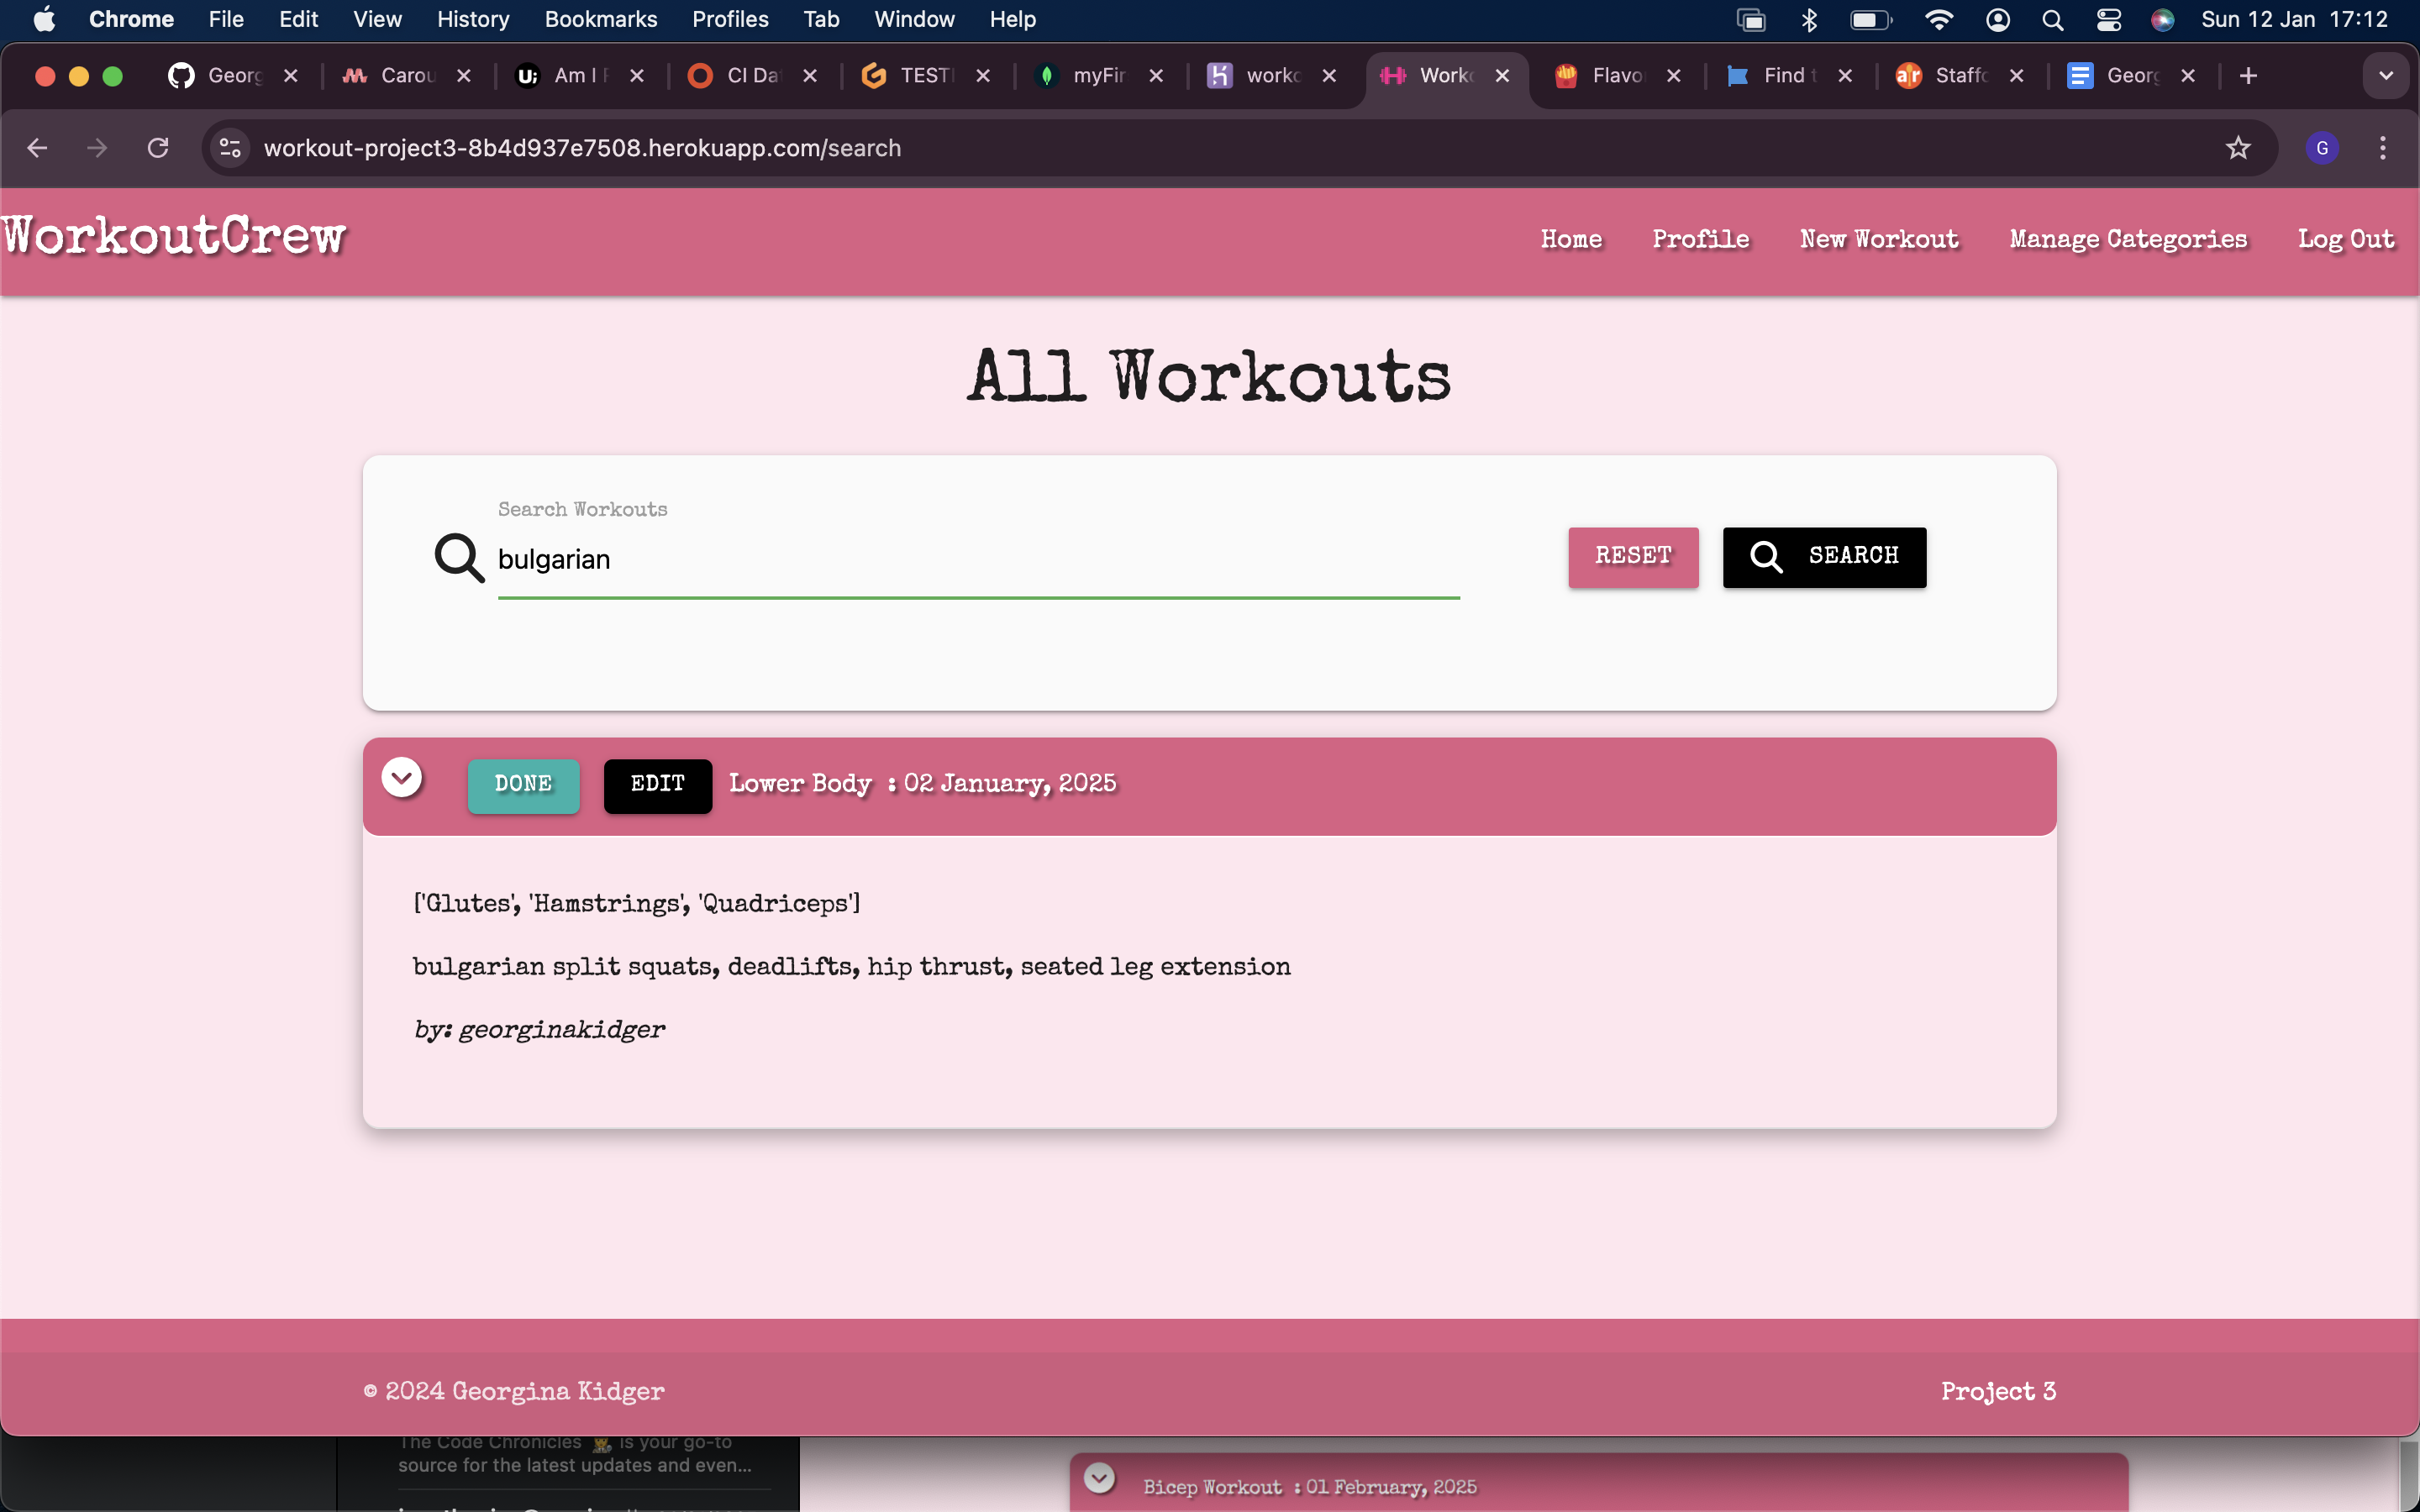 Chrome File Edit View History Bookmarks Profiles Tab Window Help Sun 12 Jan 17:12
Georg Carou Am I CI Da TEST myFir worko Worko Flavo Find t Staffo Georg
workout-project3-8b4d937e7508.herokuapp.com/search G
WorkoutCrew Home Profile New Workout Manage Categories Log Out
All Workouts
Search Workouts
bulgarian RESET SEARCH
DONE EDIT Lower Body : 02 January, 2025
['Glutes', 'Hamstrings', 'Quadriceps']
bulgarian split squats, deadlifts, hip thrust, seated leg extension
by: georginakidger
© 2024 Georgina Kidger Project 3
The Code Chronicles is your go-to
source for the latest updates and even...
Bicep Workout : 01 February, 2025